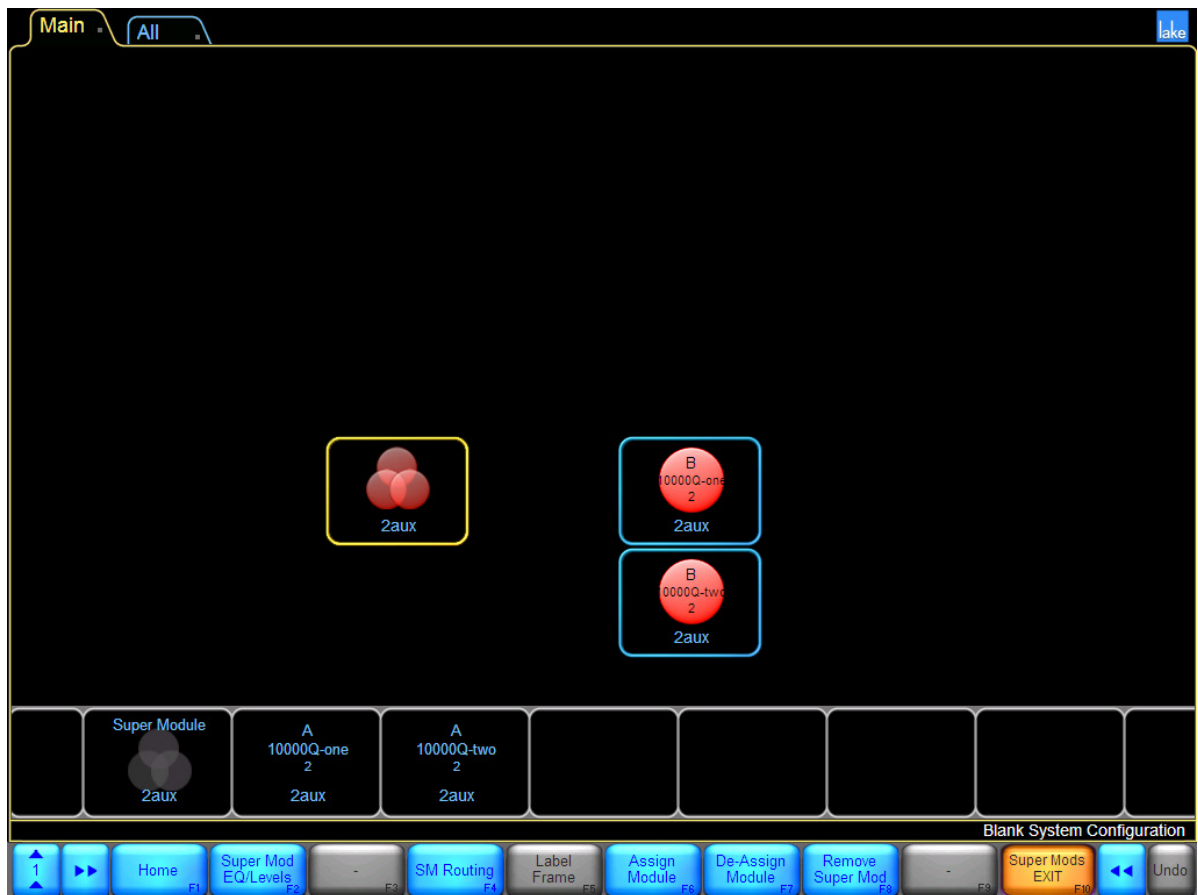 Main
All
lake
2aux
B
10000Q-one
2
2aux
B
10000Q-two
2
2aux
Super Module
2aux
A
10000Q-one
2
2aux
A
10000Q-two
2
2aux
Blank System Configuration
1
Home
F1
Super Mod
EQ/Levels
F2
-
F3
SM Routing
F4
Label
Frame
F5
Assign
Module
F6
De-Assign
Module
F7
Remove
Super Mod
F8
-
F9
Super Mods
EXIT
F10
Undo